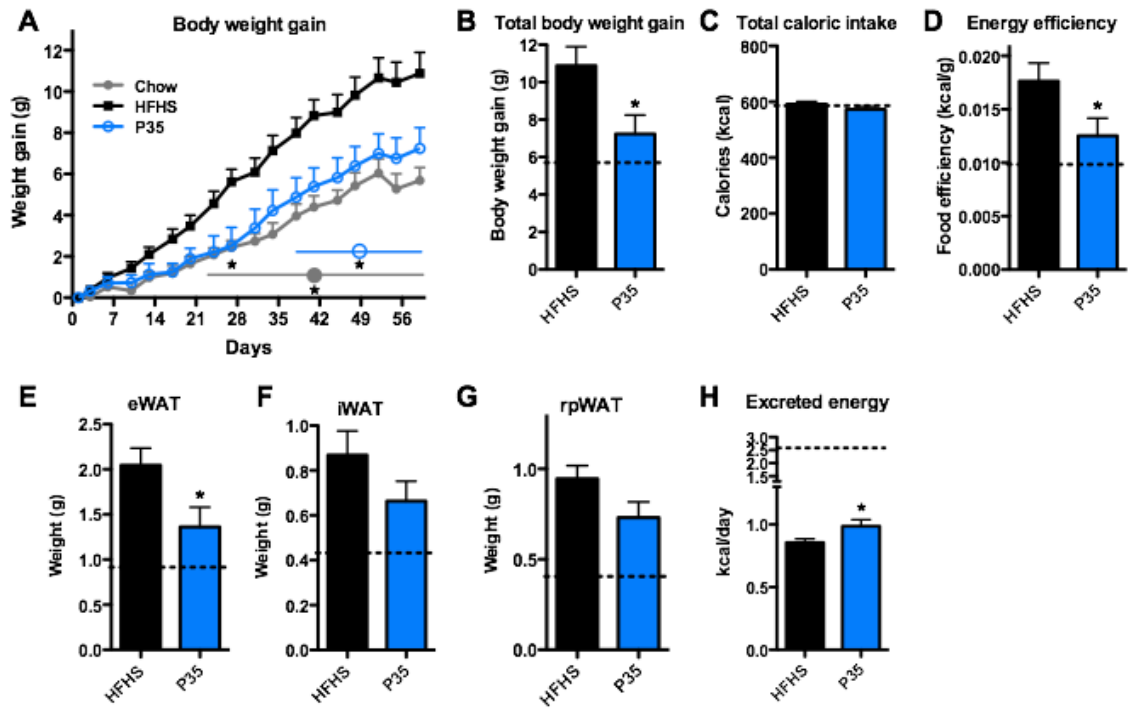 A
Body weight gain
Weight gain (g)
12
10
8
6
4
2
0
Chow
HFHS
P35
*
*
*
0
7
14
21
28
35
42
49
56
Days
B
Total body weight gain
Body weight gain (g)
12
10
8
6
4
2
0
*
HFHS
P35
C
Total caloric intake
Calories (kcal)
800
600
400
200
0
HFHS
P35
D
Energy efficiency
Food efficiency (kcal/g)
0.020
0.015
0.010
0.005
0.000
*
HFHS
P35
E
eWAT
Weight (g)
2.5
2.0
1.5
1.0
0.5
0.0
*
HFHS
P35
F
iWAT
Weight (g)
1.0
0.8
0.6
0.4
0.2
0.0
HFHS
P35
G
rpWAT
Weight (g)
1.0
0.5
0.0
HFHS
P35
H
Excreted energy
kcal/day
3.0
2.5
2.0
1.5
1.0
0.5
0.0
*
HFHS
P35